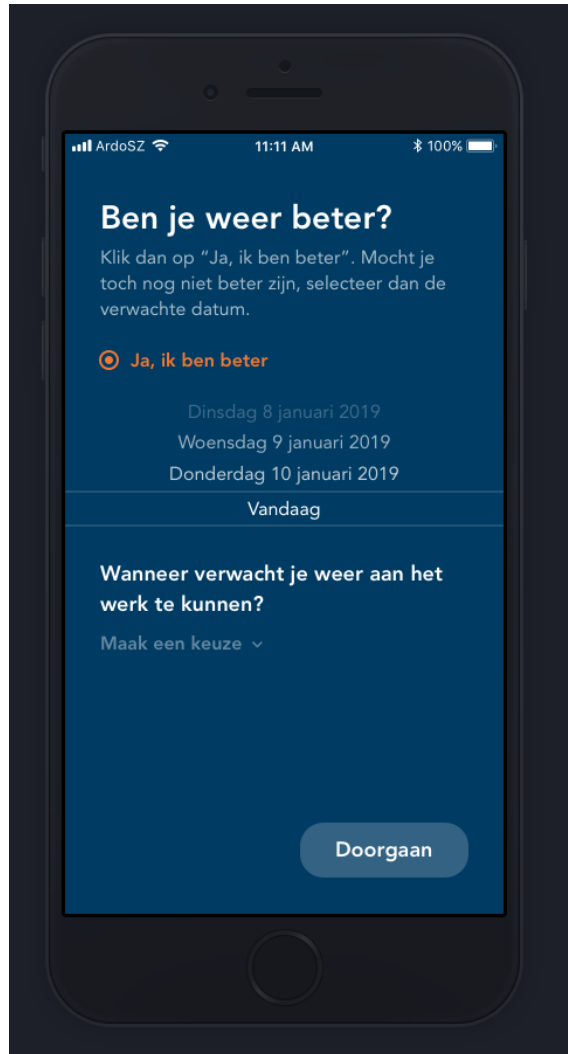 ArdoSZ 11:11 AM 100%
Ben je weer beter?
Klik dan op “Ja, ik ben beter”. Mocht je
toch nog niet beter zijn, selecteer dan de
verwachte datum.
Ja, ik ben beter
Dinsdag 8 januari 2019
Woensdag 9 januari 2019
Donderdag 10 januari 2019
Vandaag
Wanneer verwacht je weer aan het
werk te kunnen?
Maak een keuze
Doorgaan